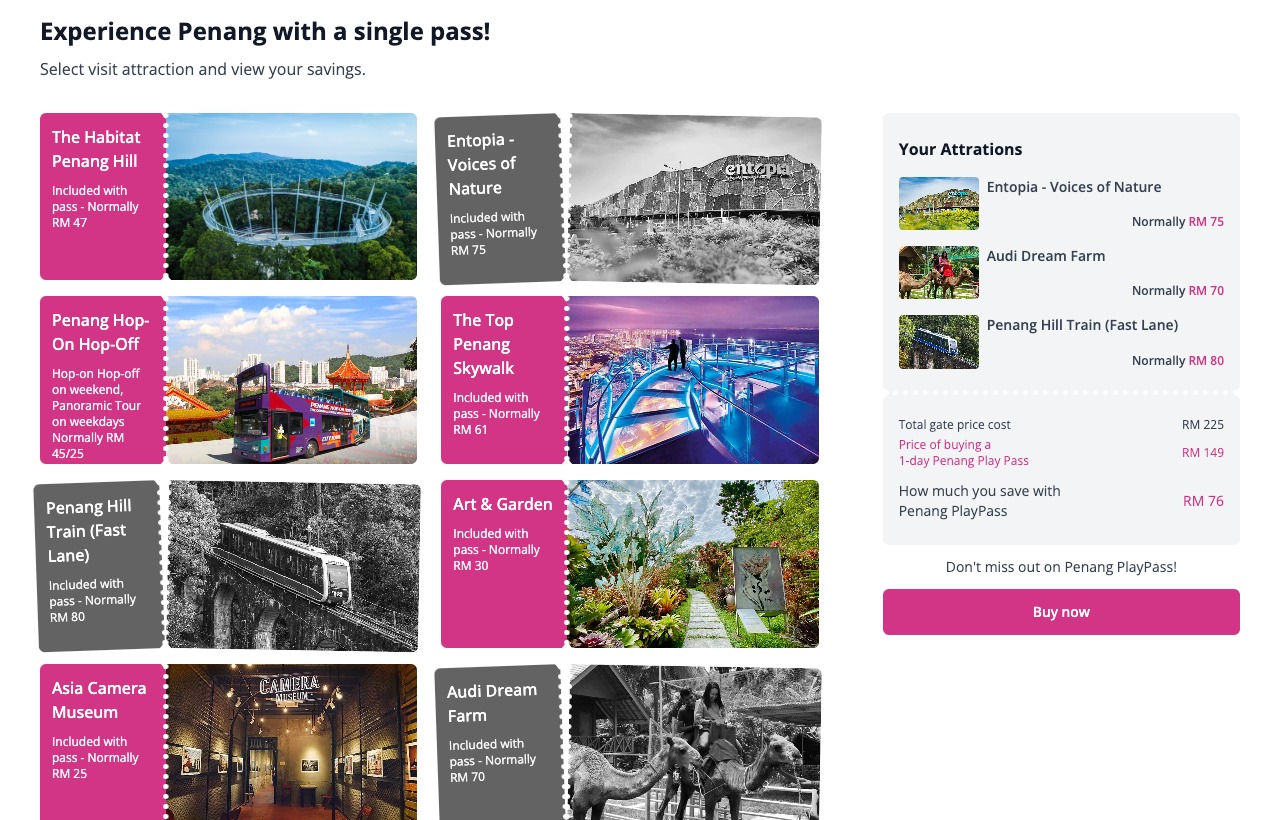 Experience Penang with a single pass!
Select visit attraction and view your savings.
The Habitat
Penang Hill
Included with
pass - Normally
RM 47
Entopia -
Voices of
Nature
Included with
pass - Normally
RM 75
entopia
Penang Hop-
On Hop-Off
Hop-on Hop-off
on weekend,
Panoramic Tour
on weekdays
Normally RM
45/25
The Top
Penang
Skywalk
Included with
pass - Normally
RM 61
Penang Hill
Train (Fast
Lane)
Included with
pass - Normally
RM 80
Art & Garden
Included with
pass - Normally
RM 30
Asia Camera
Museum
Included with
pass - Normally
RM 25
CAMERA
MUSEUM
Audi Dream
Farm
Included with
pass - Normally
RM 70
Your Attrations
Entopia - Voices of Nature
Normally RM 75
Audi Dream Farm
Normally RM 70
Penang Hill Train (Fast Lane)
Normally RM 80
Total gate price cost RM 225
Price of buying a
1-day Penang Play Pass RM 149
How much you save with
Penang PlayPass RM 76
Don't miss out on Penang PlayPass!
Buy now